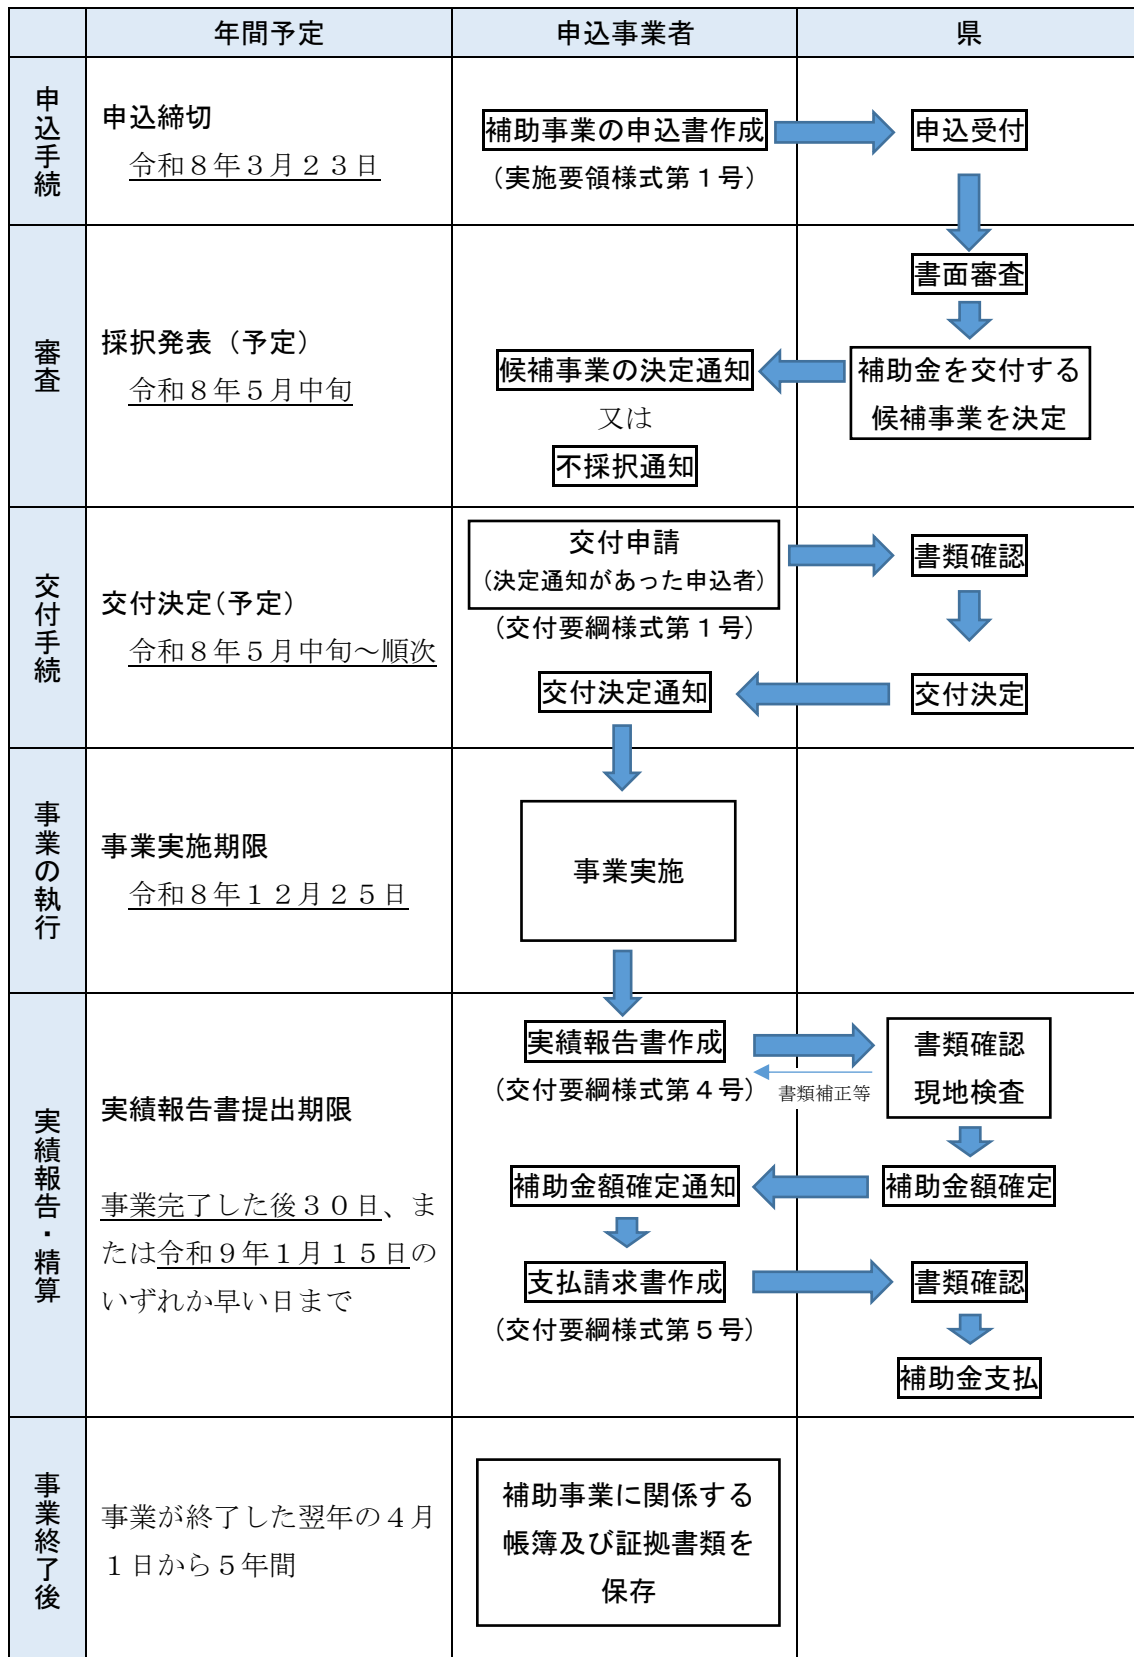 年間予定
申込事業者
県
申込手続
申込締切
令和８年３月２３日
補助事業の申込書作成
（実施要領様式第１号）
申込受付
審査
採択発表（予定）
令和８年５月中旬
書面審査
補助金を交付する
候補事業を決定
候補事業の決定通知
又は
不採択通知
交付手続
交付決定（予定）
令和８年５月中旬～順次
交付申請
（決定通知があった申込者）
（交付要綱様式第１号）
書類確認
交付決定
交付決定通知
事業の執行
事業実施期限
令和８年１２月２５日
事業実施
実績報告・精算
実績報告書提出期限
事業完了した後３０日、ま
たは令和９年１月１５日の
いずれか早い日まで
実績報告書作成
（交付要綱様式第４号）
書類補正等
書類確認
現地検査
補助金額確定
補助金額確定通知
支払請求書作成
（交付要綱様式第５号）
書類確認
補助金支払
事業終了後
事業が終了した翌年の４月
１日から５年間
補助事業に関係する
帳簿及び証拠書類を
保存